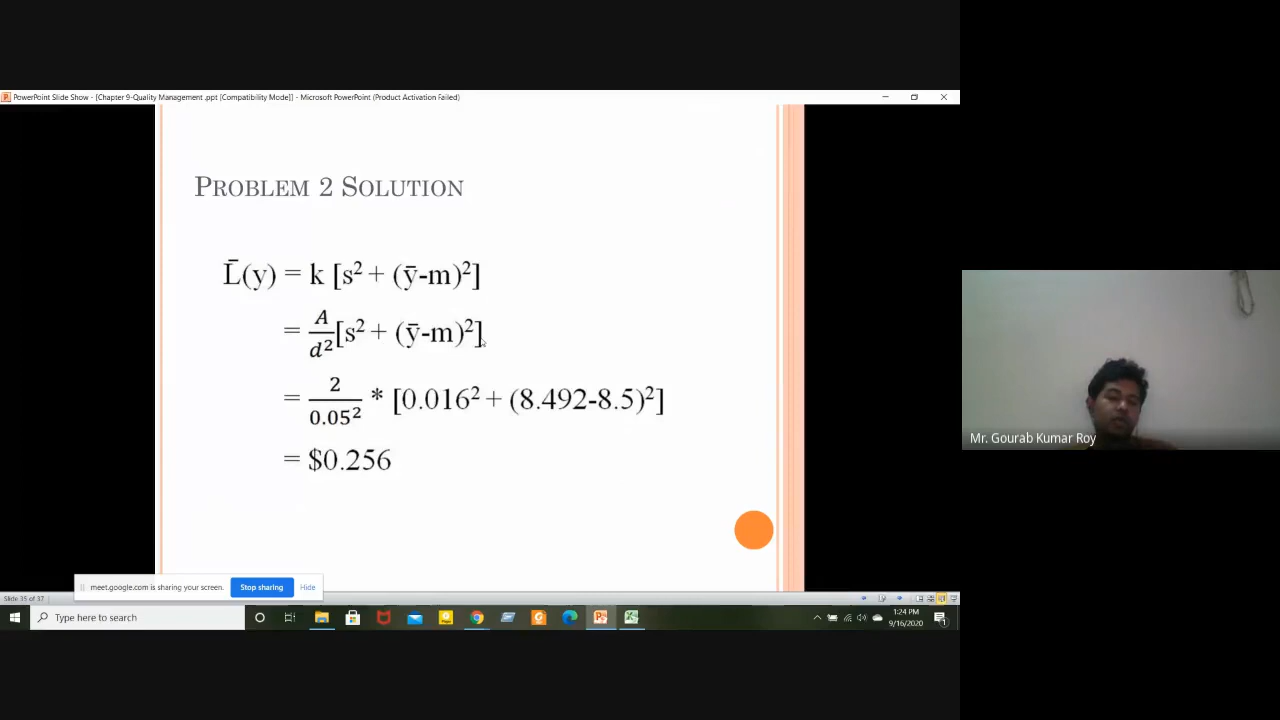 PowerPoint Slide Show - [Chapter 9-Quality Management .ppt [Compatibility Mode]] - Microsoft PowerPoint (Product Activation Failed)
PROBLEM 2 SOLUTION
L̄(y) = k [s² + (ȳ-m)²]
= A/d² [s² + (ȳ-m)²]
= 2/0.05² * [0.016² + (8.492-8.5)²]
= $0.256
Mr. Gourab Kumar Roy
meet.google.com is sharing your screen. Stop sharing Hide
Slide 35 of 37
Type here to search
1:24 PM
9/16/2020